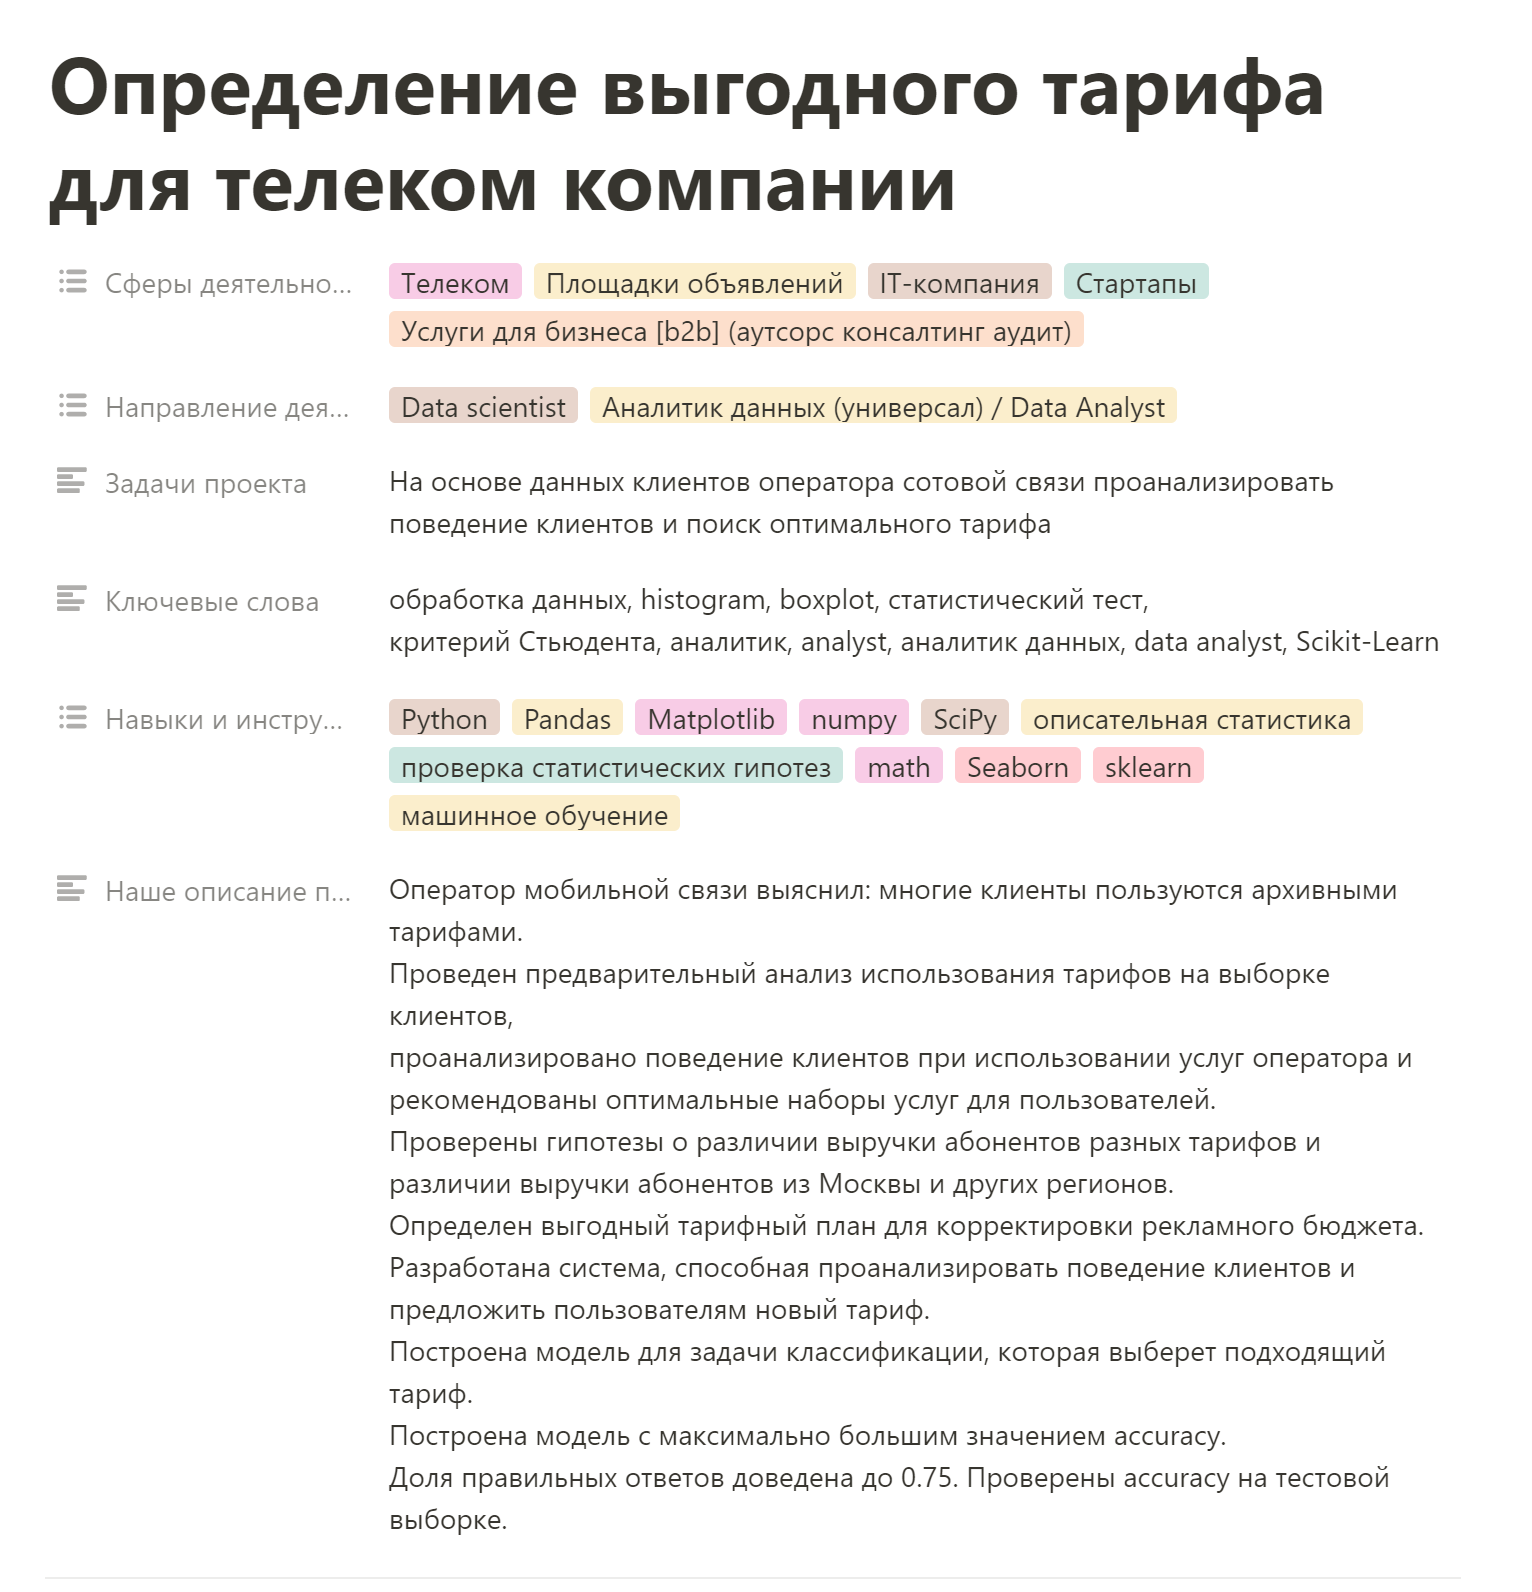 Определение выгодного тарифа
для телеком компании
Сферы деятельно... Телеком Площадки объявлений IT-компания Стартапы
Услуги для бизнеса [b2b] (аутсорс консалтинг аудит)
Направление дея... Data scientist Аналитик данных (универсал) / Data Analyst
Задачи проекта На основе данных клиентов оператора сотовой связи проанализировать
поведение клиентов и поиск оптимального тарифа
Ключевые слова обработка данных, histogram, boxplot, статистический тест,
критерий Стьюдента, аналитик, analyst, аналитик данных, data analyst, Scikit-Learn
Навыки и инстру... Python Pandas Matplotlib numpy SciPy описательная статистика
проверка статистических гипотез math Seaborn sklearn
машинное обучение
Наше описание п... Оператор мобильной связи выяснил: многие клиенты пользуются архивными
тарифами.
Проведен предварительный анализ использования тарифов на выборке
клиентов,
проанализировано поведение клиентов при использовании услуг оператора и
рекомендованы оптимальные наборы услуг для пользователей.
Проверены гипотезы о различии выручки абонентов разных тарифов и
различии выручки абонентов из Москвы и других регионов.
Определен выгодный тарифный план для корректировки рекламного бюджета.
Разработана система, способная проанализировать поведение клиентов и
предложить пользователям новый тариф.
Построена модель для задачи классификации, которая выберет подходящий
тариф.
Построена модель с максимально большим значением accuracy.
Доля правильных ответов доведена до 0.75. Проверены accuracy на тестовой
выборке.